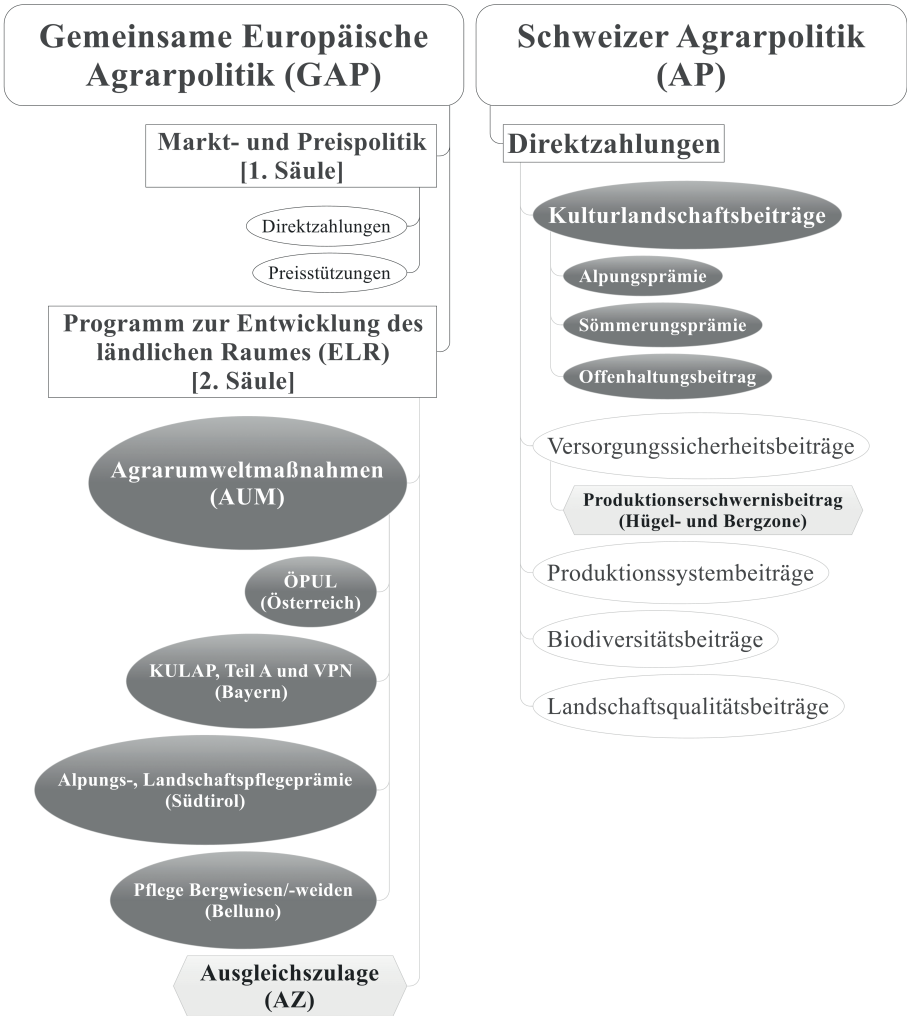 Gemeinsame Europäische
Agrarpolitik (GAP)
Markt- und Preispolitik
[1. Säule]
Direktzahlungen
Preisstützungen
Programm zur Entwicklung des
ländlichen Raumes (ELR)
[2. Säule]
Agrarumweltmaßnahmen
(AUM)
ÖPUL
(Österreich)
KULAP, Teil A und VPN
(Bayern)
Alpungs-, Landschaftspflegeprämie
(Südtirol)
Pflege Bergwiesen/-weiden
(Belluno)
Ausgleichszulage
(AZ)
Schweizer Agrarpolitik
(AP)
Direktzahlungen
Kulturlandschaftsbeiträge
Alpungsprämie
Sömmerungsprämie
Offenhaltungsbeitrag
Versorgungssicherheitsbeiträge
Produktionserschwernisbeitrag
(Hügel- und Bergzone)
Produktionssystembeiträge
Biodiversitätsbeiträge
Landschaftsqualitätsbeiträge